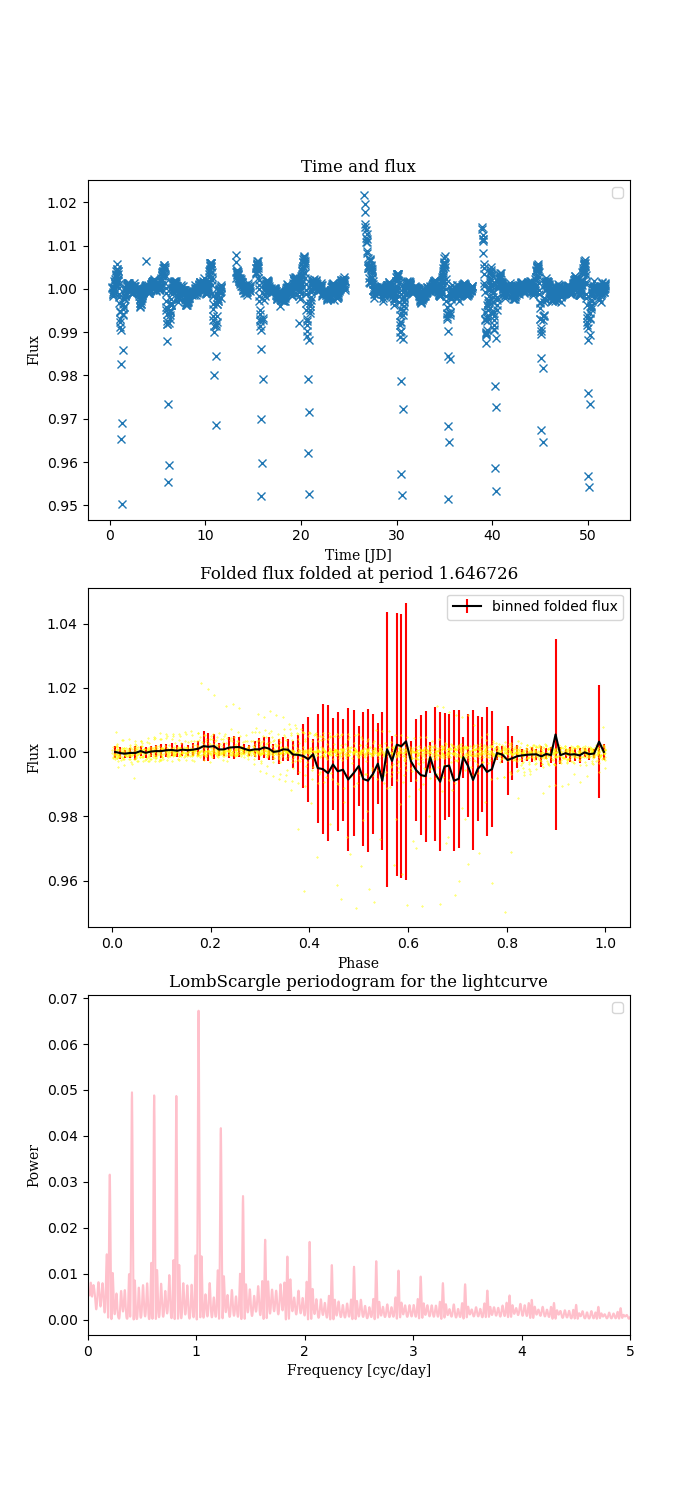 Time and flux
1.02
1.01
1.00
0.99
0.98
0.97
0.96
0.95
Flux
0 10 20 30 40 50
Time [JD]
Folded flux folded at period 1.646726
binned folded flux
1.04
1.02
1.00
0.98
0.96
Flux
0.0 0.2 0.4 0.6 0.8 1.0
Phase
LombScargle periodogram for the lightcurve
0.07
0.06
0.05
0.04
0.03
0.02
0.01
0.00
Power
0 1 2 3 4 5
Frequency [cyc/day]